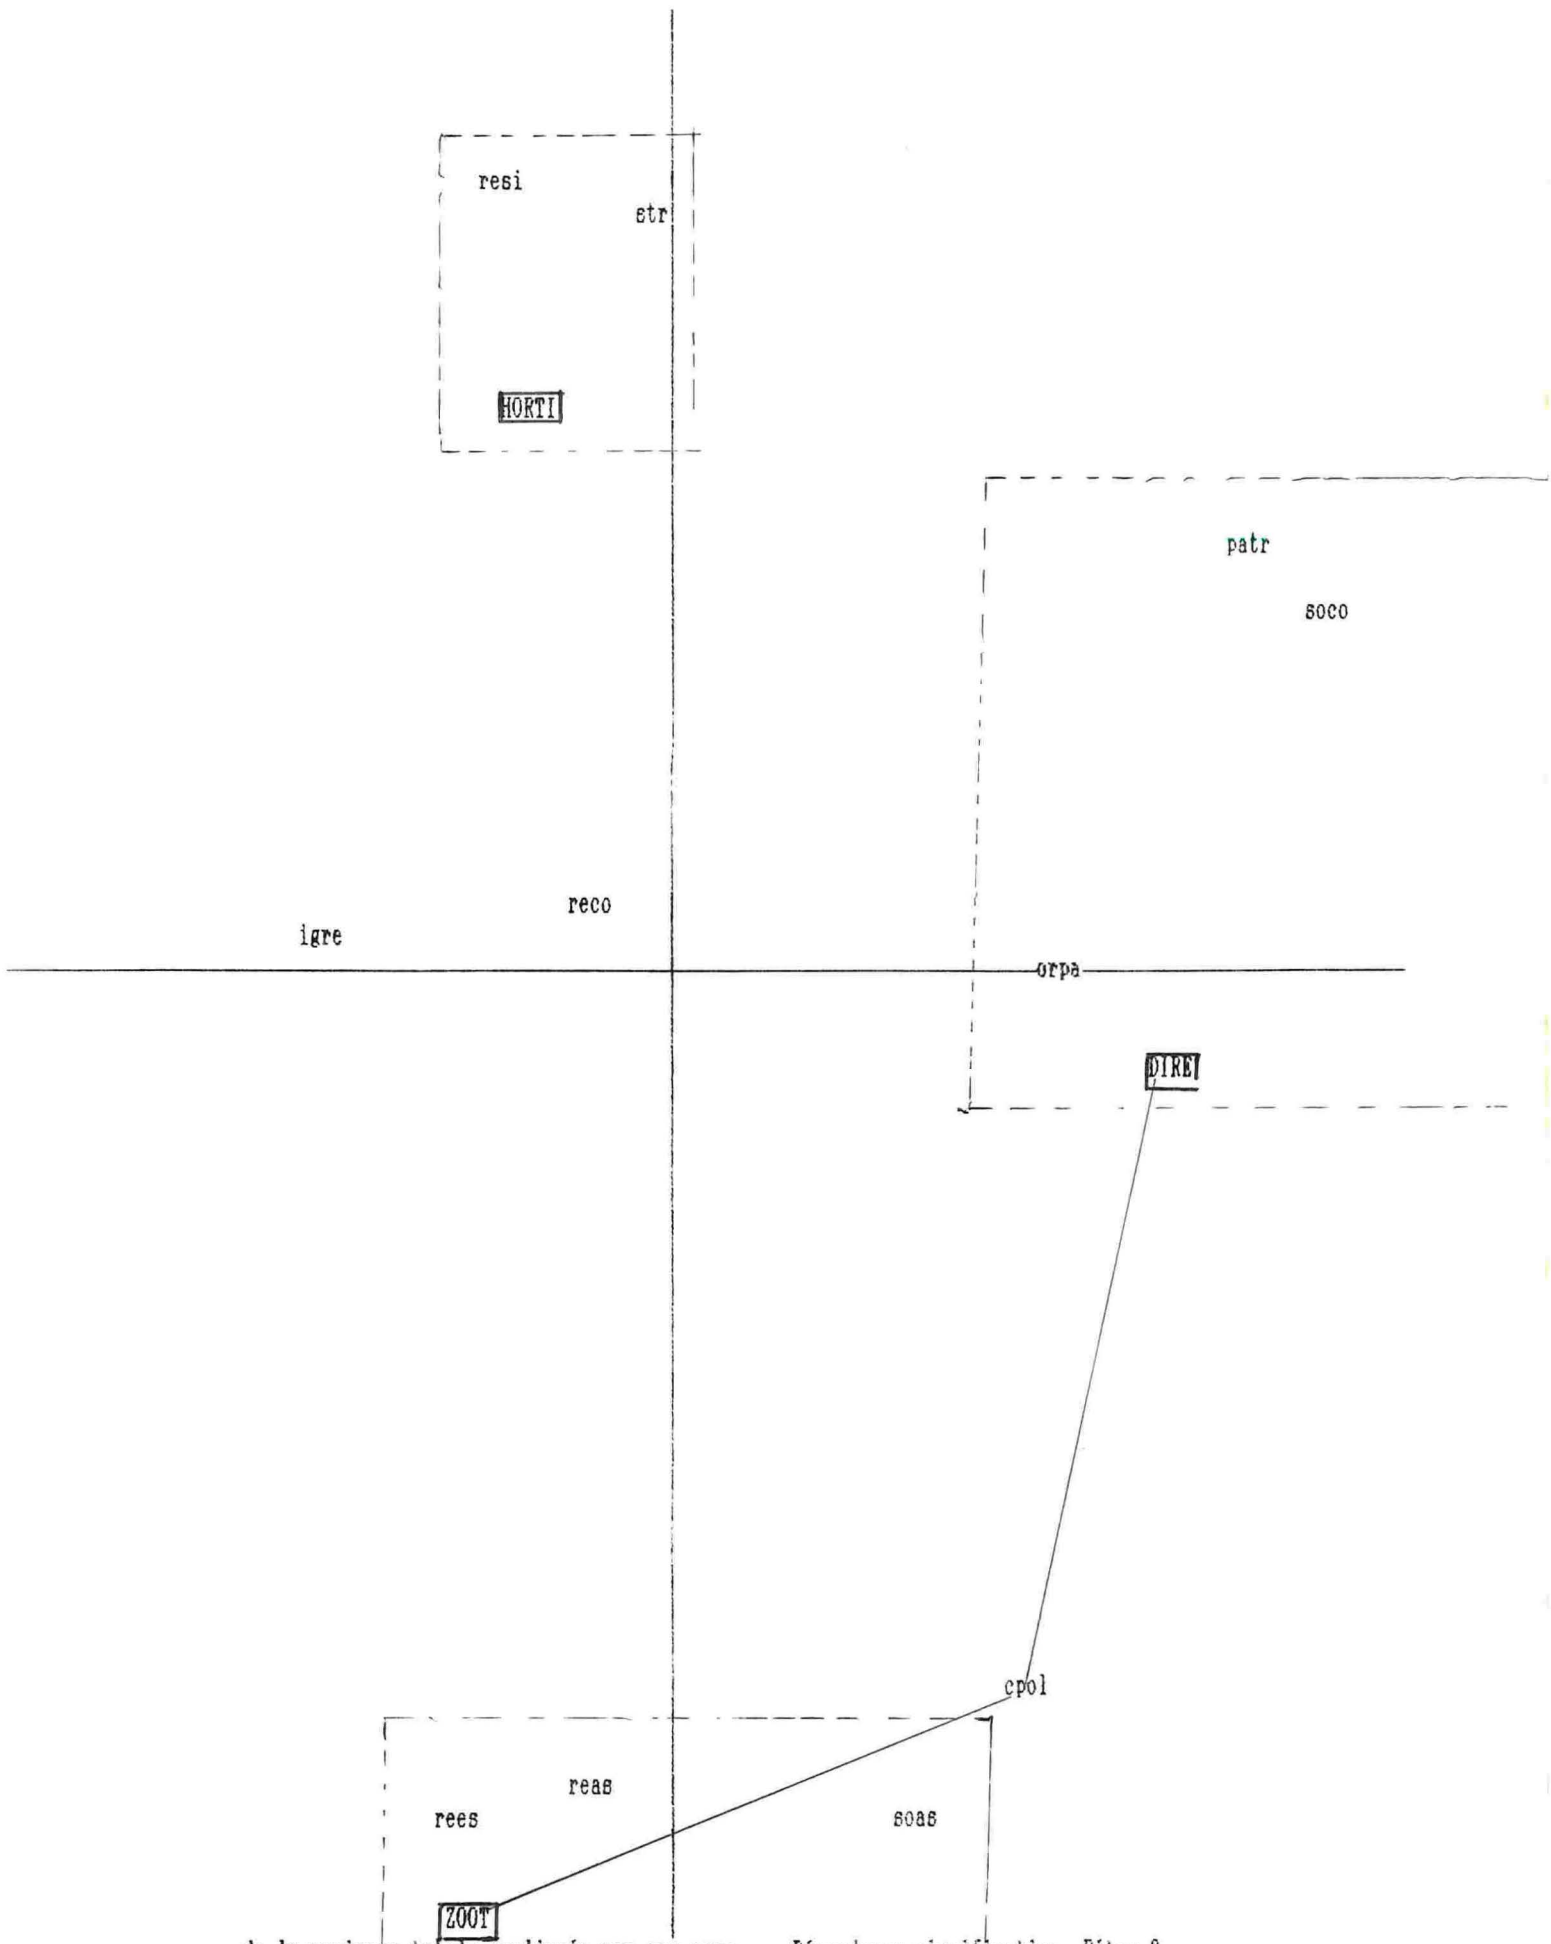 resi
str
HORTI
patr
soco
reco
igre
orpa
DIRE
cpol
reas
rees
soas
ZOOT